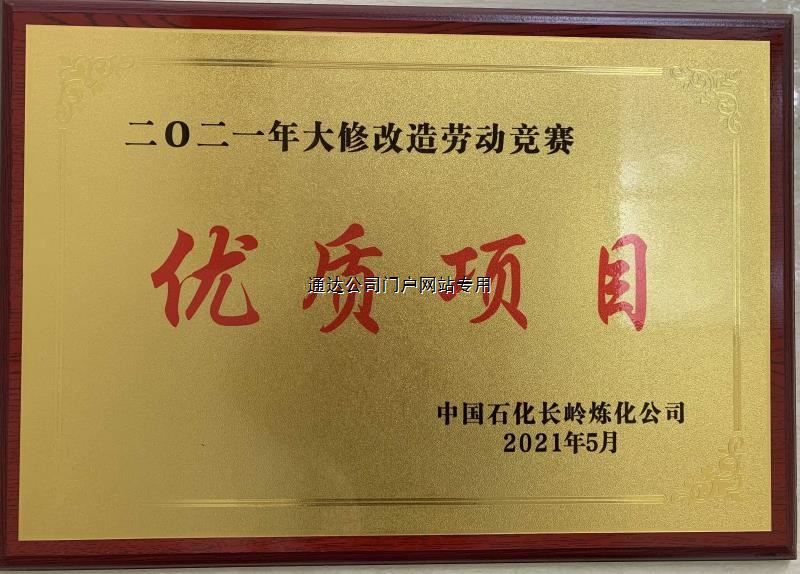 二〇二一年大修改造劳动竞赛
优质项目
通达公司门户网站专用
中国石化长岭炼化公司
2021年5月